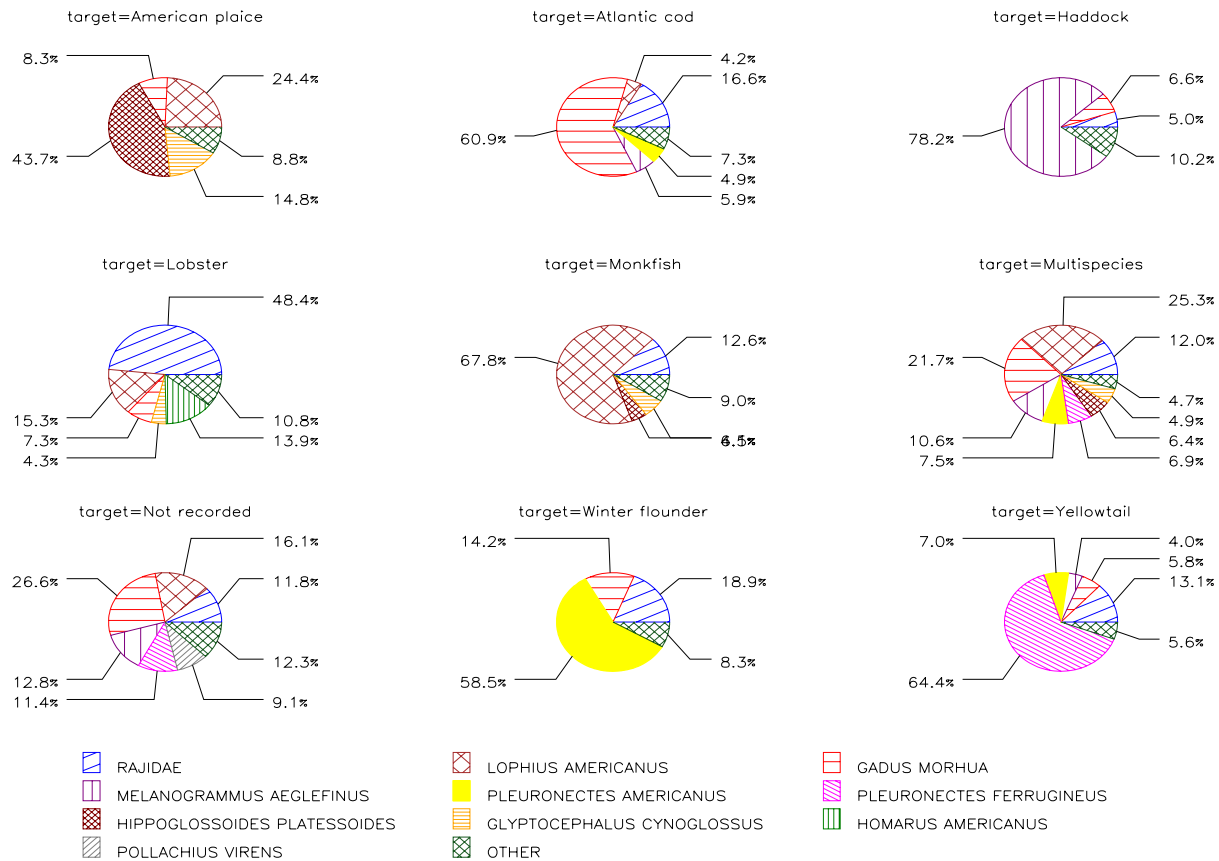 target=American plaice
8.3%
24.4%
43.7%
8.8%
14.8%
target=Atlantic cod
4.2%
16.6%
60.9%
7.3%
4.9%
5.9%
target=Haddock
6.6%
5.0%
78.2%
10.2%
target=Lobster
48.4%
15.3%
7.3%
4.3%
10.8%
13.9%
target=Monkfish
67.8%
12.6%
9.0%
target=Multispecies
25.3%
12.0%
21.7%
4.7%
4.9%
10.6%
6.4%
7.5%
6.9%
target=Not recorded
16.1%
26.6%
11.8%
12.3%
12.8%
11.4%
9.1%
target=Winter flounder
14.2%
18.9%
8.3%
58.5%
target=Yellowtail
7.0%
4.0%
5.8%
13.1%
5.6%
64.4%
RAJIDAE
LOPHIUS AMERICANUS
GADUS MORHUA
MELANOGRAMMUS AEGLEFINUS
PLEURONECTES AMERICANUS
PLEURONECTES FERRUGINEUS
HIPPOGLOSSOIDES PLATESSOIDES
GLYPTOCEPHALUS CYNOGLOSSUS
HOMARUS AMERICANUS
POLLACHIUS VIRENS
OTHER